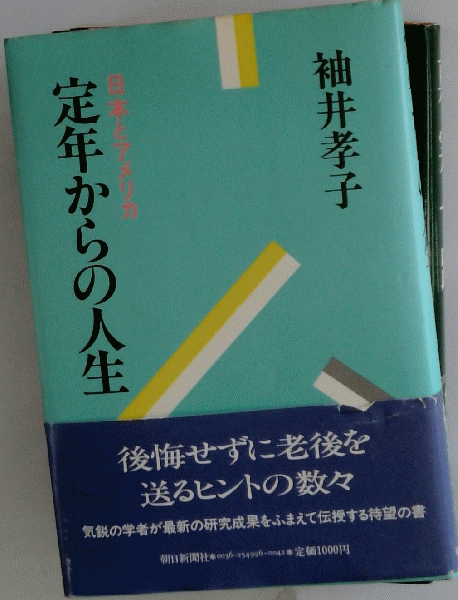 袖井孝子
日本とアメリカ
定年からの人生
後悔せずに老後を
送るヒントの数々
気鋭の学者が最新の研究成果をふまえて伝授する待望の書
朝日新聞社●0036-254996-0042●定価1000円